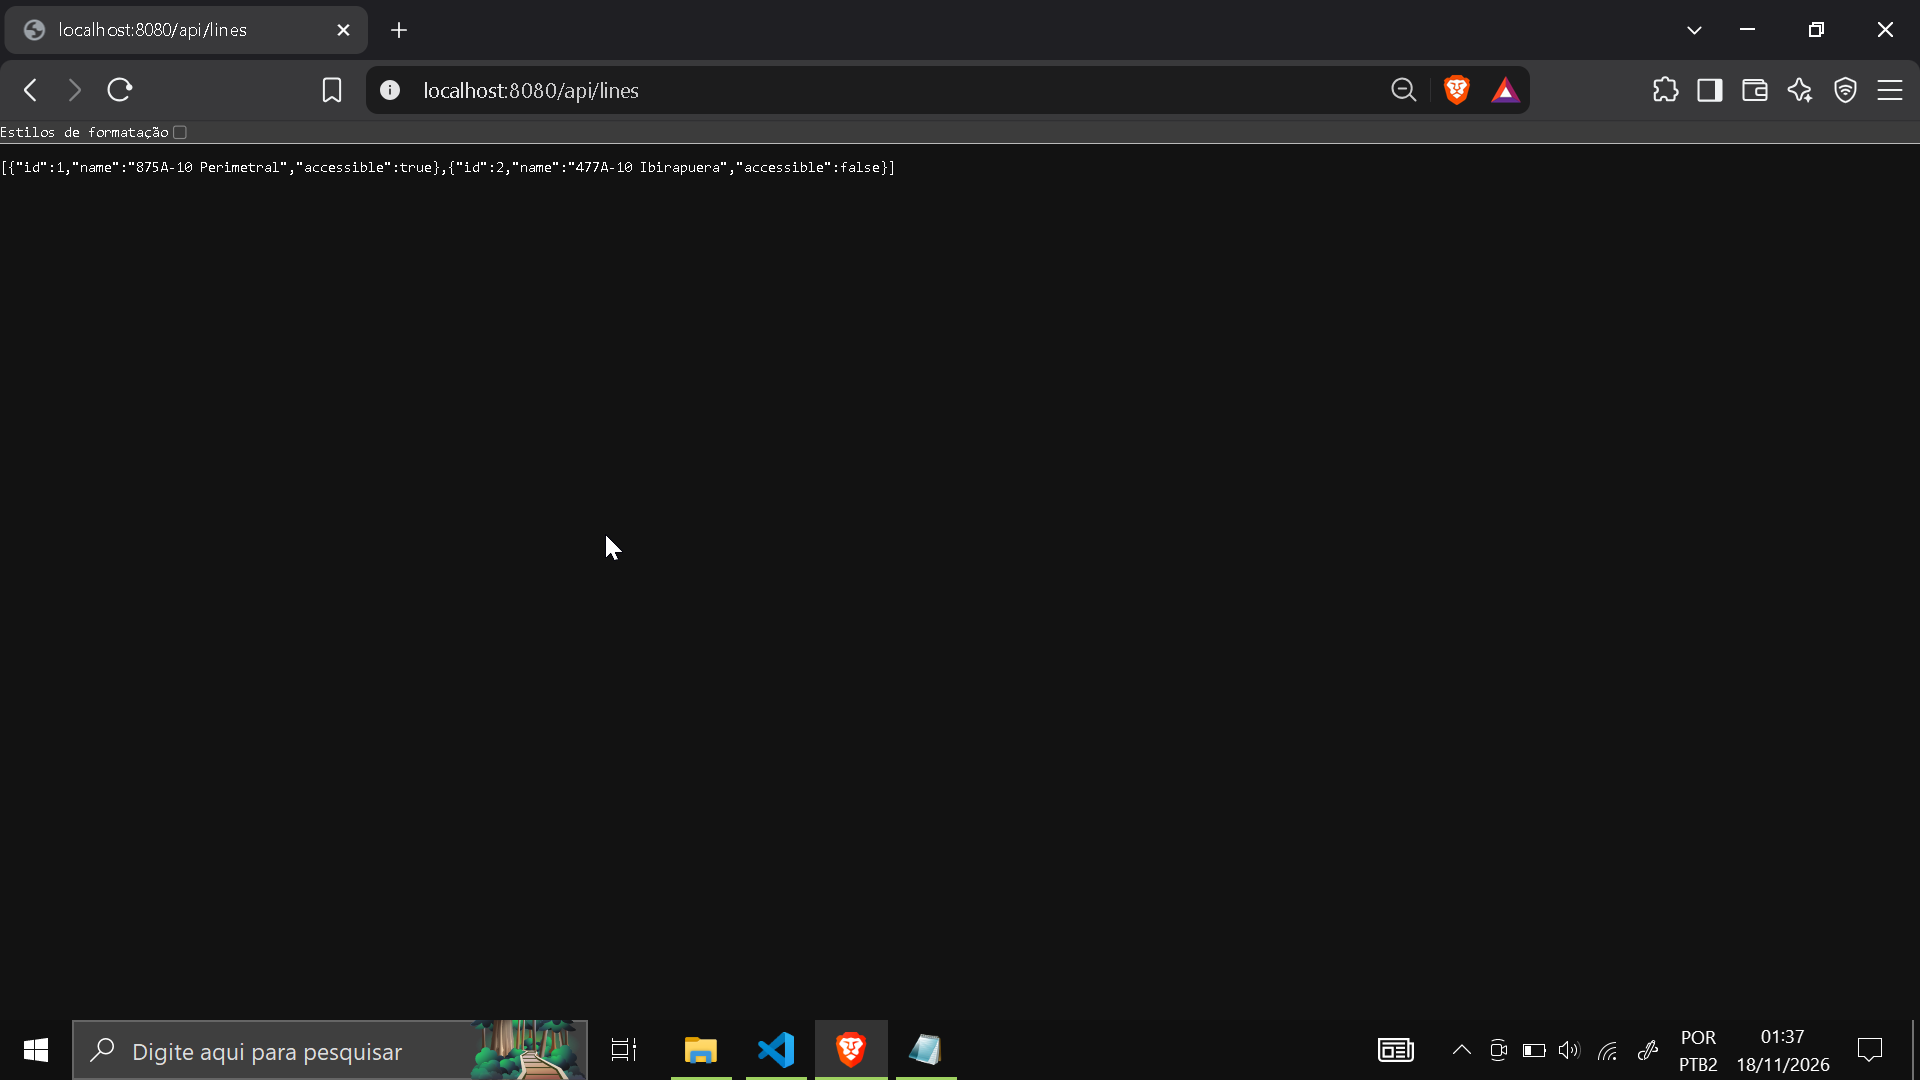 localhost:8080/api/lines
localhost:8080/api/lines
Estilos de formatação
[{"id":1,"name":"875A-10 Perimetral","accessible":true},{"id":2,"name":"477A-10 Ibirapuera","accessible":false}]
Digite aqui para pesquisar
POR
PTB2
01:37
18/11/2026